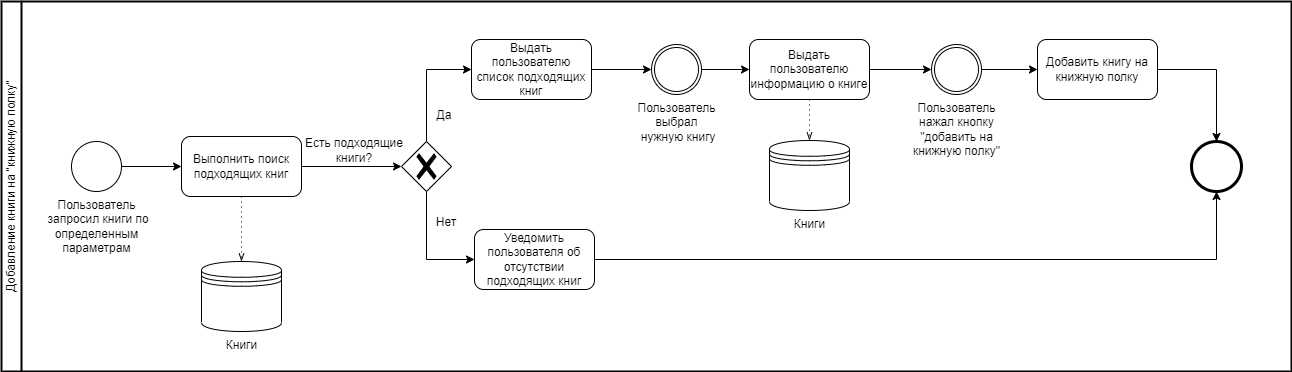 Добавление книги на "книжную полку"
Пользователь
запросил книги по
определенным
параметрам
Выполнить поиск
подходящих книг
Книги
Есть подходящие
книги?
Да
Нет
Выдать
пользователю
список подходящих
книг
Пользователь
выбрал
нужную книгу
Выдать
пользователю
информацию о книге
Книги
Пользователь
нажал кнопку
"добавить на
книжную полку"
Добавить книгу на
книжную полку
Уведомить
пользователя об
отсутствии
подходящих книг